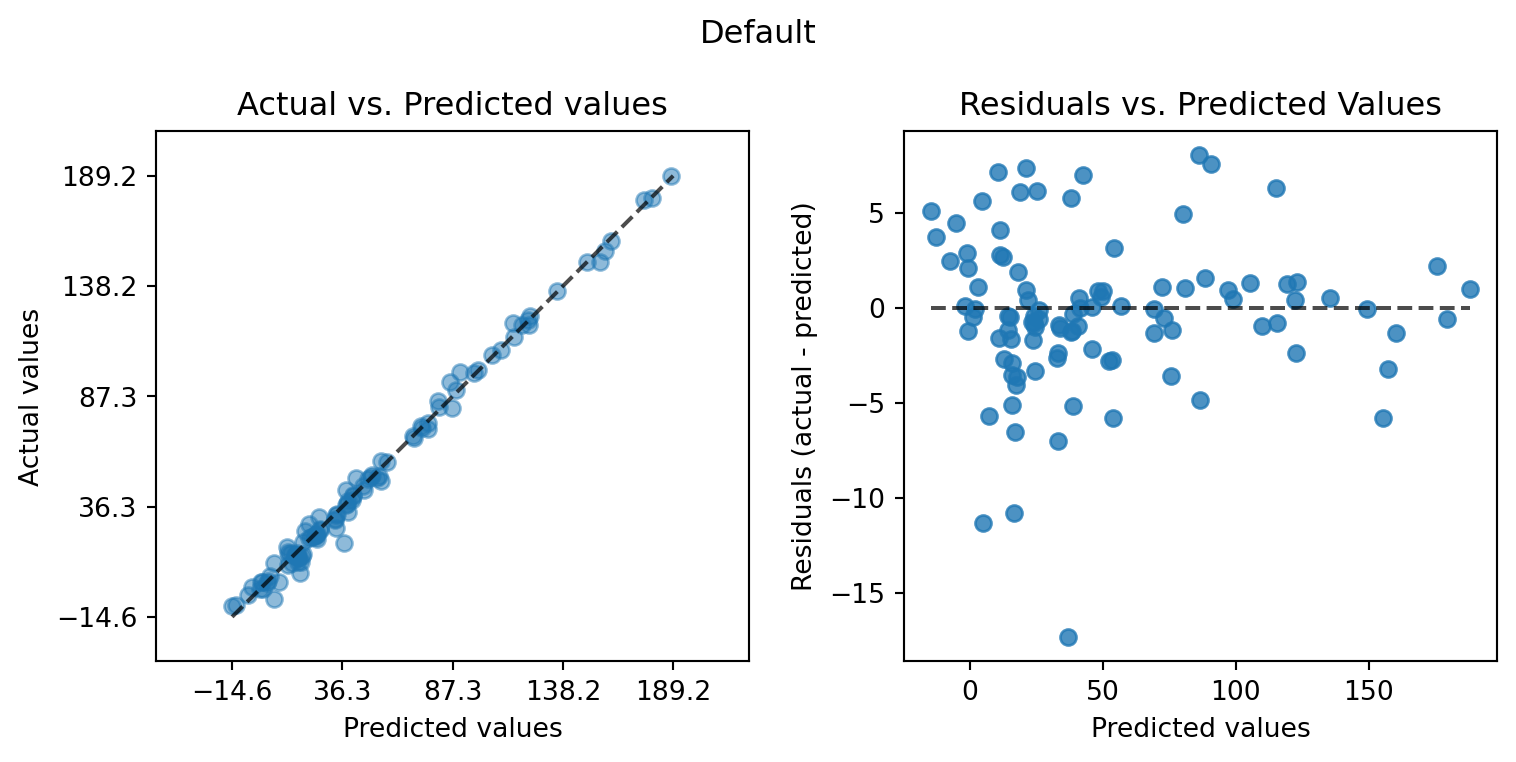 Default
Actual vs. Predicted values
Actual values
189.2
138.2
87.3
36.3
−14.6
−14.6 36.3 87.3 138.2 189.2
Predicted values
Residuals vs. Predicted Values
Residuals (actual - predicted)
5
0
−5
−10
−15
0 50 100 150
Predicted values